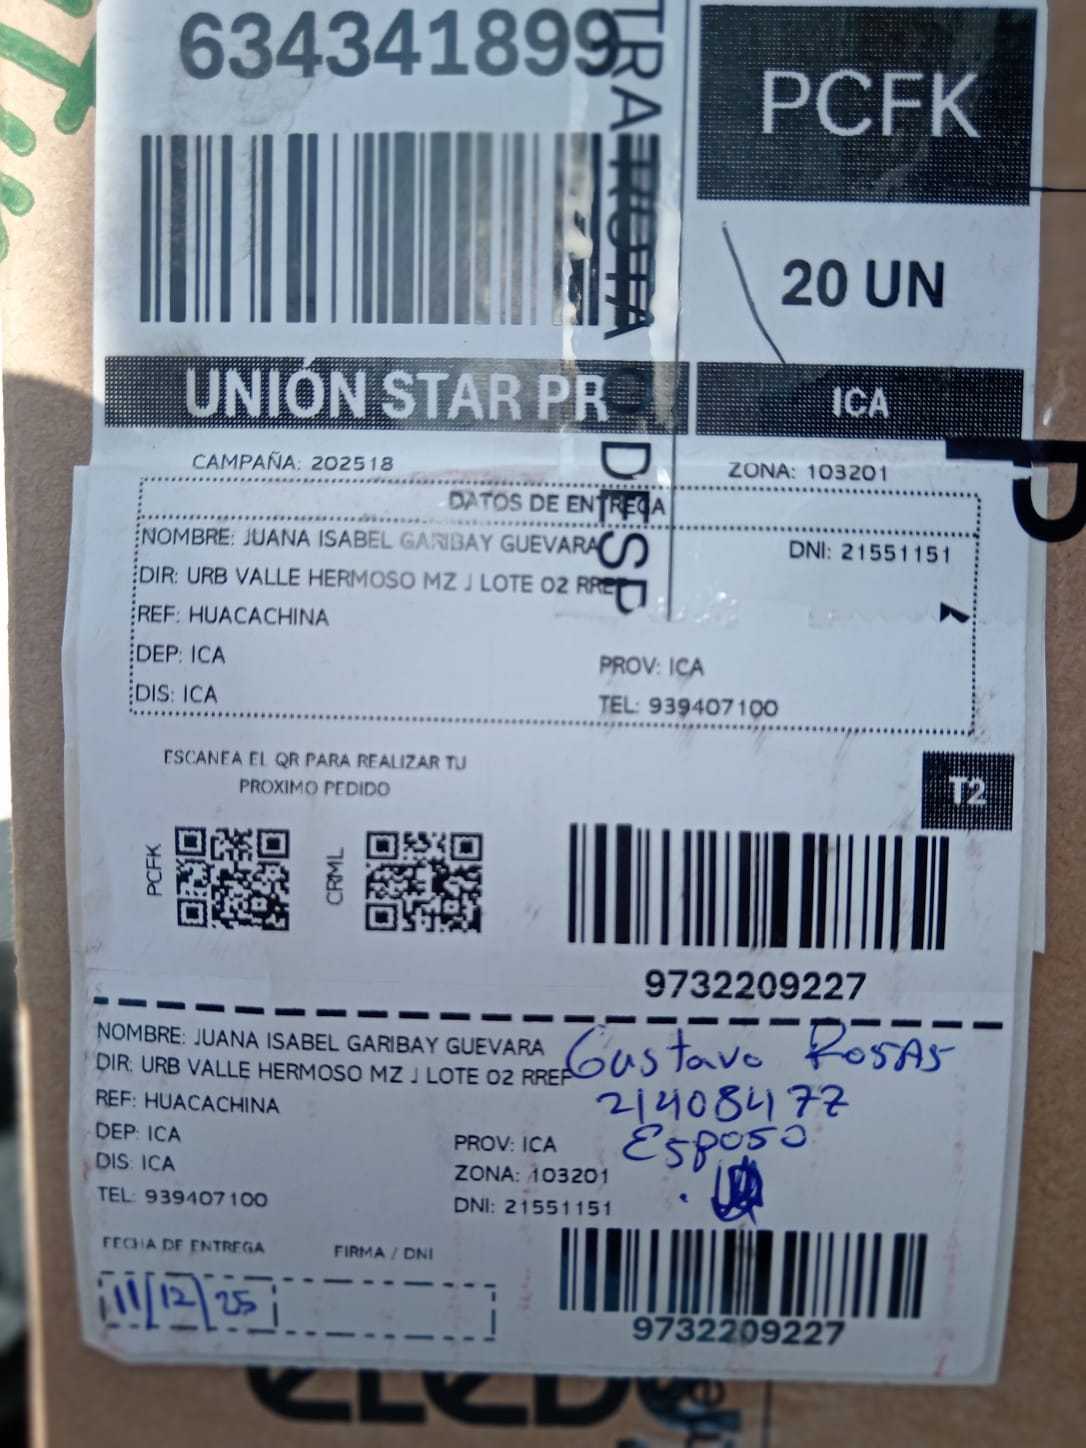 634341899
PCFK
20 UN
UNIÓN STAR PR
ICA
CAMPAÑA: 202518
ZONA: 103201
DATOS DE ENTREGA
NOMBRE: JUANA ISABEL GARIBAY GUEVARA
DNI: 21551151
DIR: URB VALLE HERMOSO MZ J LOTE 02 RREF
REF: HUACACHINA
DEP: ICA
PROV: ICA
DIS: ICA
TEL: 939407100
ESCANEA EL QR PARA REALIZAR TU
PROXIMO PEDIDO
T2
PCFK
CRML
9732209227
NOMBRE: JUANA ISABEL GARIBAY GUEVARA
DIR: URB VALLE HERMOSO MZ J LOTE 02 RREF
REF: HUACACHINA
DEP: ICA
PROV: ICA
DIS: ICA
ZONA: 103201
TEL: 939407100
DNI: 21551151
Gustavo Rosas
21408477
Esposo
FECHA DE ENTREGA
FIRMA / DNI
11/12/25
9732209227